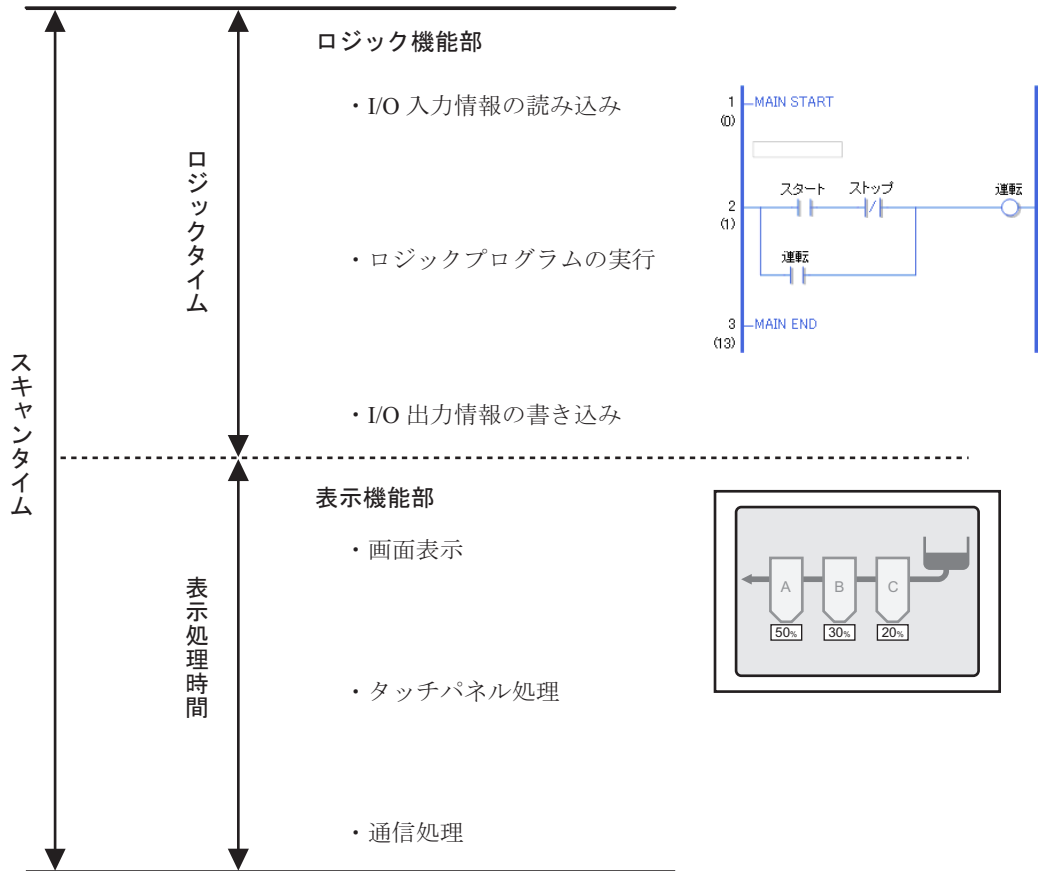 スキャンタイム
ロジックタイム
ロジック機能部
・I/O 入力情報の読み込み
・ロジックプログラムの実行
・I/O 出力情報の書き込み
1
(0)
MAIN START
スタート
ストップ
運転
2
(1)
運転
3
(13)
MAIN END
表示処理時間
表示機能部
・画面表示
・タッチパネル処理
・通信処理
A
B
C
50%
30%
20%